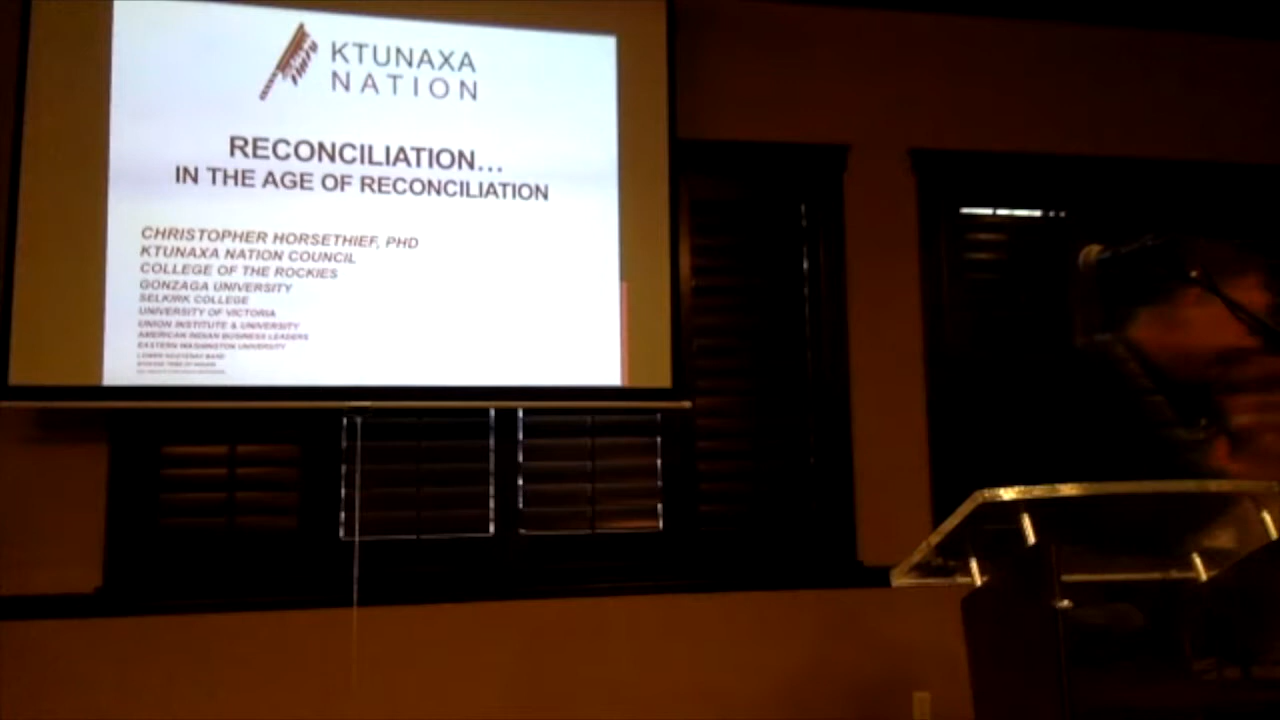 KTUNAXA
NATION
RECONCILIATION...
IN THE AGE OF RECONCILIATION
CHRISTOPHER HORSETHIEF, PHD
KTUNAXA NATION COUNCIL
COLLEGE OF THE ROCKIES
GONZAGA UNIVERSITY
SELKIRK COLLEGE
UNIVERSITY OF VICTORIA
UNION INSTITUTE & UNIVERSITY
AMERICAN INDIAN BUSINESS LEADERS
EASTERN WASHINGTON UNIVERSITY
LOWER KOOTENAY BAND